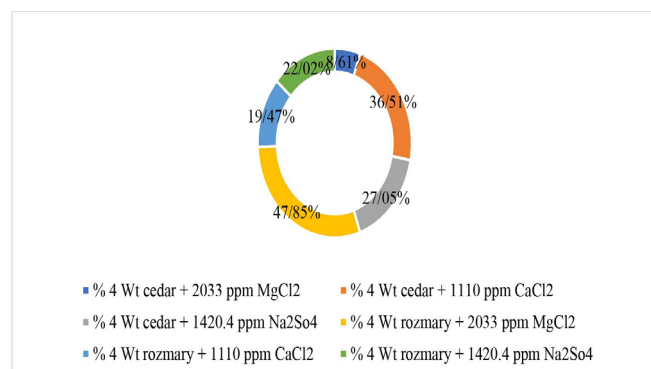 22/02%
8/61%
36/51%
19/47%
27/05%
47/85%
% 4 Wt cedar + 2033 ppm MgCl2
% 4 Wt cedar + 1110 ppm CaCl2
% 4 Wt cedar + 1420.4 ppm Na2So4
% 4 Wt rozmary + 2033 ppm MgCl2
% 4 Wt rozmary + 1110 ppm CaCl2
% 4 Wt rozmary + 1420.4 ppm Na2So4